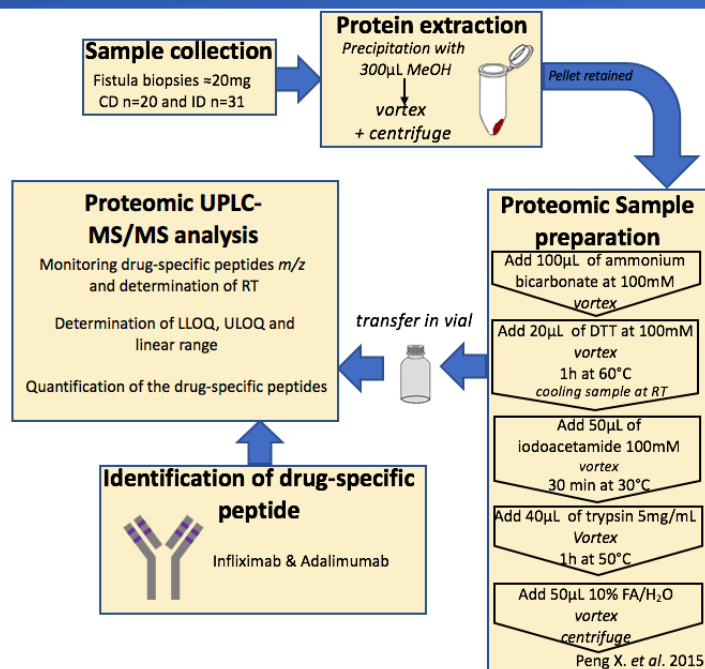 Sample collection
Fistula biopsies ≈20mg
CD n=20 and ID n=31
Protein extraction
Precipitation with
300µL MeOH
vortex
+ centrifuge
Pellet retained
Proteomic Sample
preparation
Add 100µL of ammonium
bicarbonate at 100mM
vortex
Add 20µL of DTT at 100mM
vortex
1h at 60°C
cooling sample at RT
Add 50µL of
iodoacetamide 100mM
vortex
30 min at 30°C
Add 40µL of trypsin 5mg/mL
Vortex
1h at 50°C
Add 50µL 10% FA/H₂O
vortex
centrifuge
Peng X. et al. 2015
transfer in vial
Proteomic UPLC-
MS/MS analysis
Monitoring drug-specific peptides m/z
and determination of RT
Determination of LLOQ, ULOQ and
linear range
Quantification of the drug-specific peptides
Identification of drug-specific
peptide
Infliximab & Adalimumab